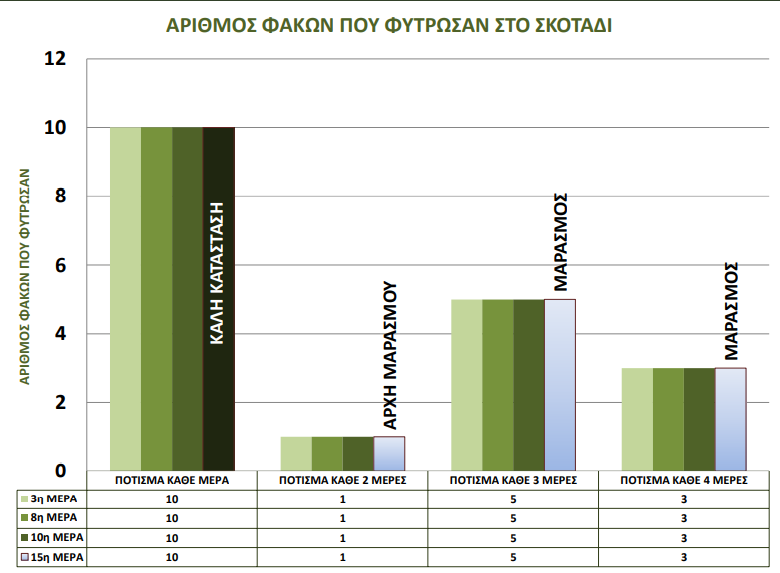 ΑΡΙΘΜΟΣ ΦΑΚΩΝ ΠΟΥ ΦΥΤΡΩΣΑΝ ΣΤΟ ΣΚΟΤΑΔΙ
ΑΡΙΘΜΟΣ ΦΑΚΩΝ ΠΟΥ ΦΥΤΡΩΣΑΝ
12
10
8
6
4
2
0
ΚΑΛΗ ΚΑΤΑΣΤΑΣΗ
ΑΡΧΗ ΜΑΡΑΣΜΟΥ
ΜΑΡΑΣΜΟΣ
ΜΑΡΑΣΜΟΣ
ΠΟΤΙΣΜΑ ΚΑΘΕ ΜΕΡΑ ΠΟΤΙΣΜΑ ΚΑΘΕ 2 ΜΕΡΕΣ ΠΟΤΙΣΜΑ ΚΑΘΕ 3 ΜΕΡΕΣ ΠΟΤΙΣΜΑ ΚΑΘΕ 4 ΜΕΡΕΣ
3η ΜΕΡΑ 10 1 5 3
8η ΜΕΡΑ 10 1 5 3
10η ΜΕΡΑ 10 1 5 3
15η ΜΕΡΑ 10 1 5 3